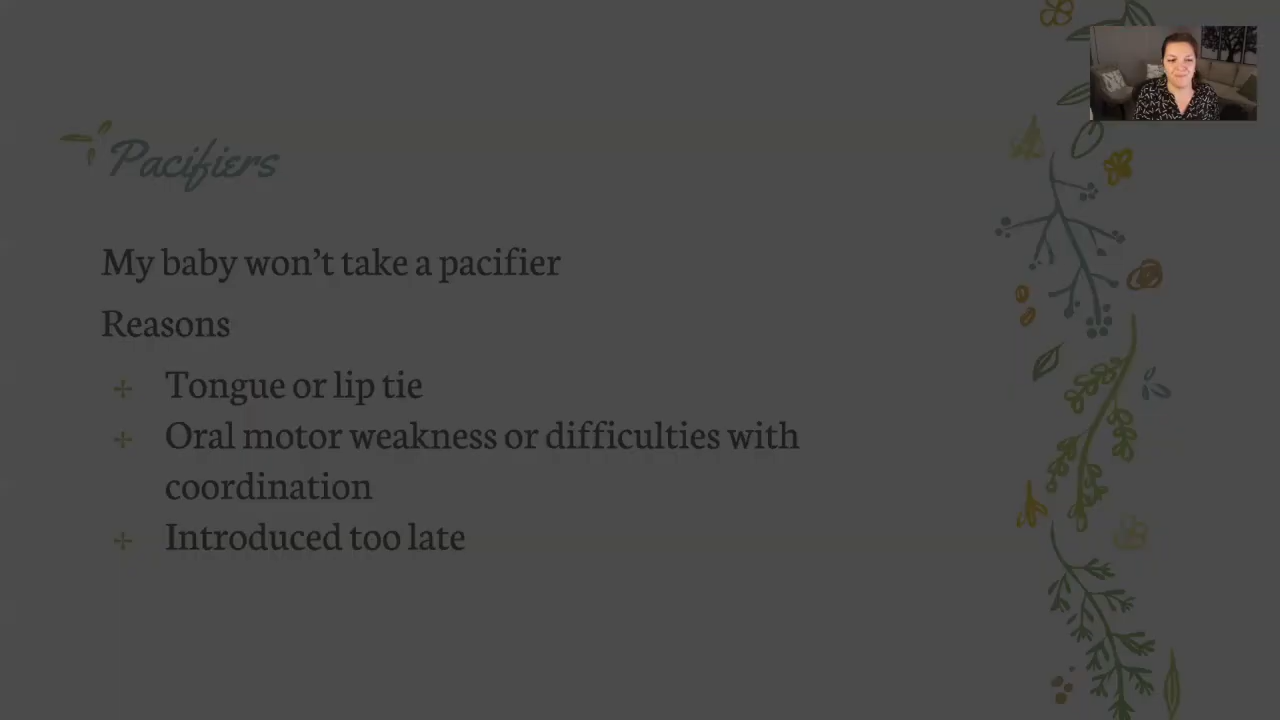 Pacifiers
My baby won’t take a pacifier
Reasons
Tongue or lip tie
Oral motor weakness or difficulties with
coordination
Introduced too late